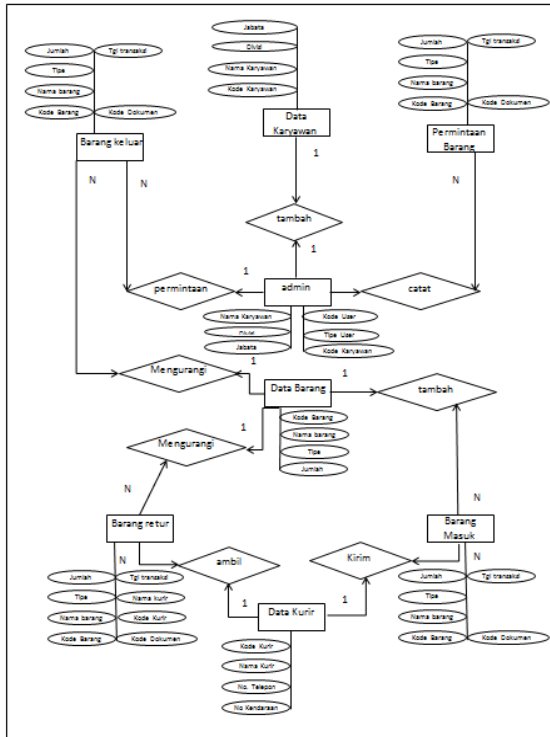 Jabata
Jumlah Tgl transaksi
Divisi
Jumlah Tgl transaksi
Tipe
Nama Karyawan
Tipe
Nama barang
Kode Karyawan
Nama barang
Kode Barang Kode Dokumen
Kode Barang Kode Dokumen
Barang keluar
Data
Karyawan
Permintaan
Barang
1
N
N
N
tambah
1
1
permintaan
admin
catat
Nama Karyawan Kode User
Tipe User
Jabata Kode Karyawan
1
1
Mengurangi
Data Barang
tambah
Kode Barang
1
Nama barang
Mengurangi
Tipe
Jumlah
N
N
Barang retur
Barang
Masuk
N
ambil
Kirim
N
Jumlah Tgl transaksi
Jumlah Tgl transaksi
Tipe Nama kurir
1
1
Tipe
Nama barang Kode Kurir
Data Kurir
Nama barang
Kode Barang Kode Dokumen
Kode Barang Kode Dokumen
Kode Kurir
Nama Kurir
No. Telepon
No Kendaraan